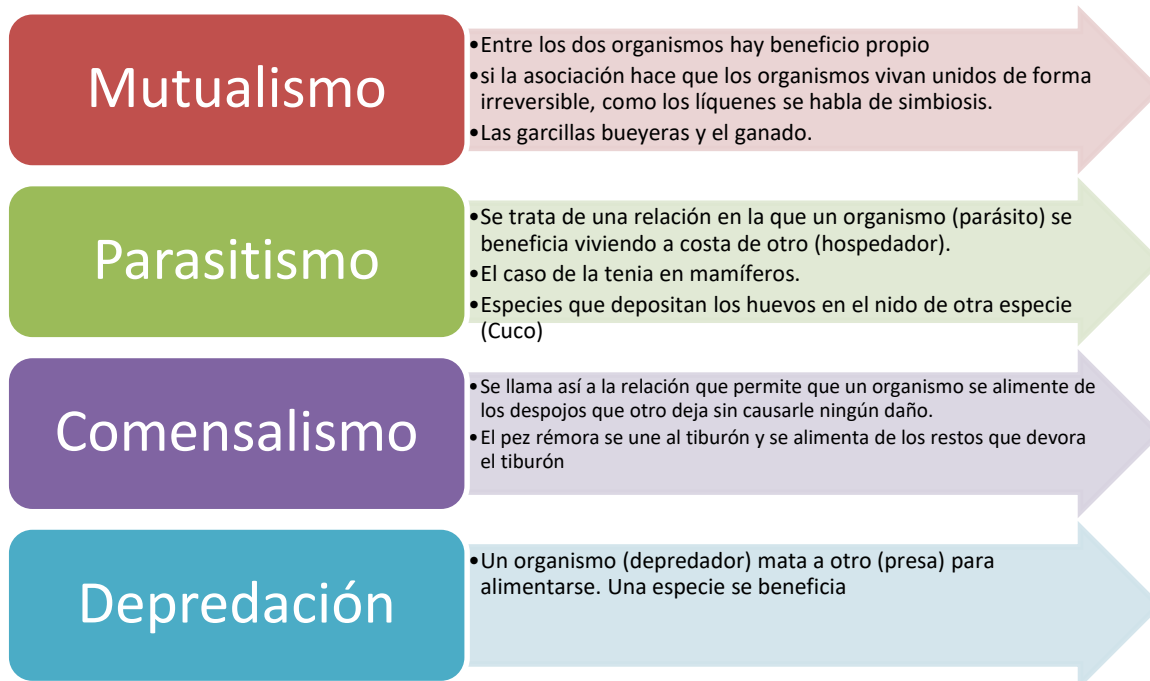 Mutualismo
•Entre los dos organismos hay beneficio propio
•si la asociación hace que los organismos vivan unidos de forma
irreversible, como los líquenes se habla de simbiosis.
•Las garcillas bueyeras y el ganado.
Parasitismo
•Se trata de una relación en la que un organismo (parásito) se
beneficia viviendo a costa de otro (hospedador).
•El caso de la tenia en mamíferos.
•Especies que depositan los huevos en el nido de otra especie
(Cuco)
Comensalismo
•Se llama así a la relación que permite que un organismo se alimente de
los despojos que otro deja sin causarle ningún daño.
•El pez rémora se une al tiburón y se alimenta de los restos que devora
el tiburón
Depredación
•Un organismo (depredador) mata a otro (presa) para
alimentarse. Una especie se beneficia